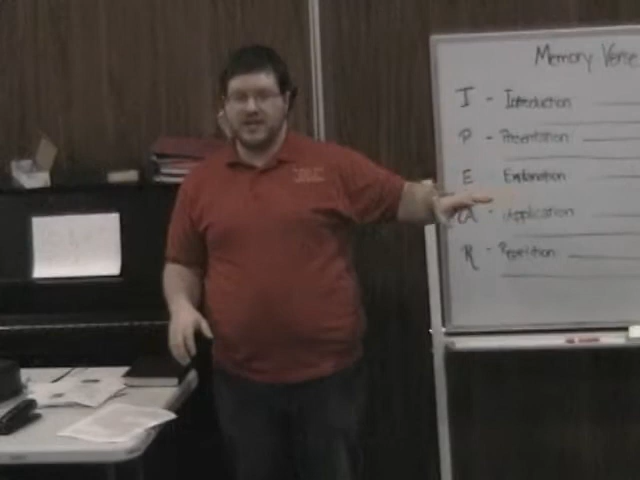 Memory Verse
I - Introduction
P - Presentation
E - Explanation
A - Application
R - Repetition